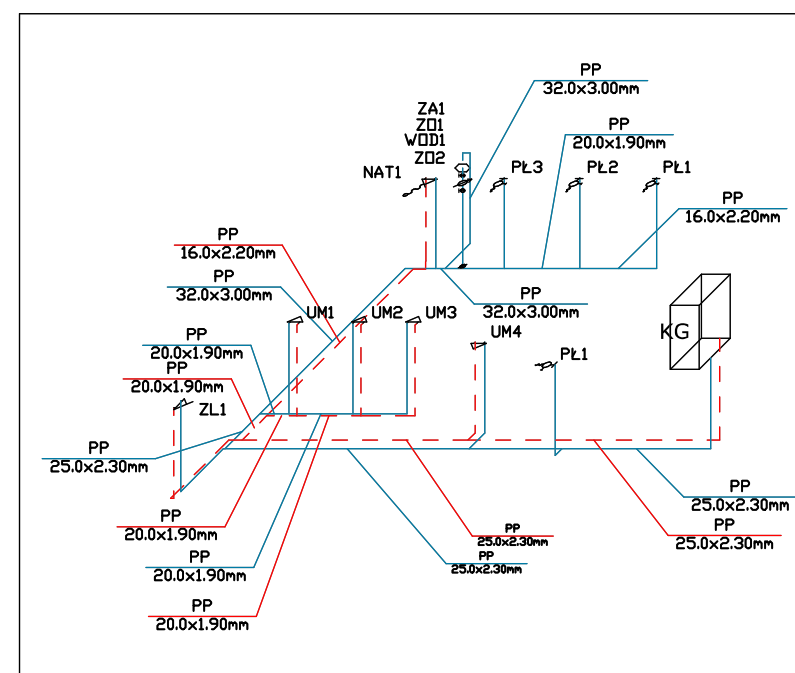 PP
32.0x3.00mm
ZA1
ZO1
WOD1
ZO2
PP
20.0x1.90mm
NAT1
PŁ3
PŁ2
PŁ1
PP
16.0x2.20mm
PP
16.0x2.20mm
PP
32.0x3.00mm
PP
32.0x3.00mm
UM1
UM2
UM3
KG
UM4
PP
20.0x1.90mm
PŁ1
PP
20.0x1.90mm
ZL1
PP
25.0x2.30mm
PP
25.0x2.30mm
PP
20.0x1.90mm
PP
25.0x2.30mm
PP
25.0x2.30mm
PP
20.0x1.90mm
PP
25.0x2.30mm
PP
20.0x1.90mm